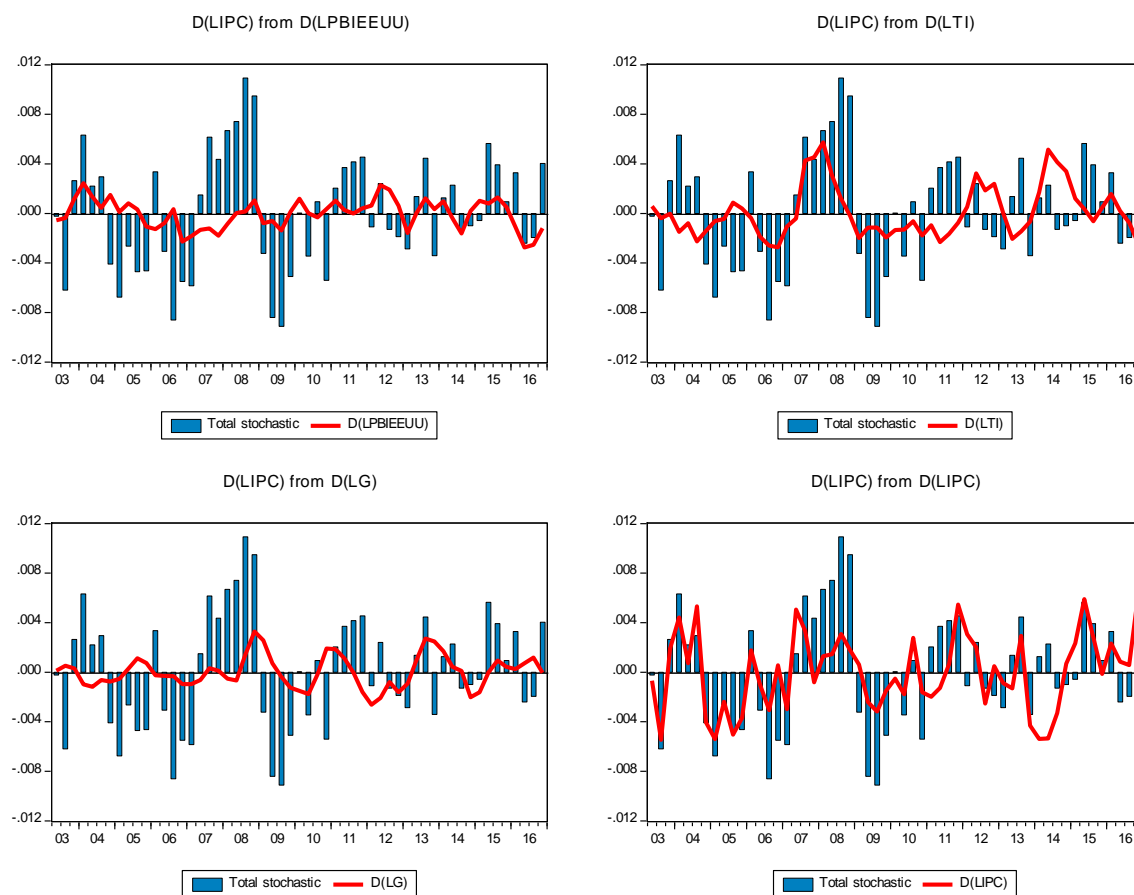 D(LIPC) from D(LPBIEEUU)
.012
.008
.004
.000
-.004
-.008
-.012
03 04 05 06 07 08 09 10 11 12 13 14 15 16
Total stochastic D(LPBIEEUU)
D(LIPC) from D(LTI)
.012
.008
.004
.000
-.004
-.008
-.012
03 04 05 06 07 08 09 10 11 12 13 14 15 16
Total stochastic D(LTI)
D(LIPC) from D(LG)
.012
.008
.004
.000
-.004
-.008
-.012
03 04 05 06 07 08 09 10 11 12 13 14 15 16
Total stochastic D(LG)
D(LIPC) from D(LIPC)
.012
.008
.004
.000
-.004
-.008
-.012
03 04 05 06 07 08 09 10 11 12 13 14 15 16
Total stochastic D(LIPC)